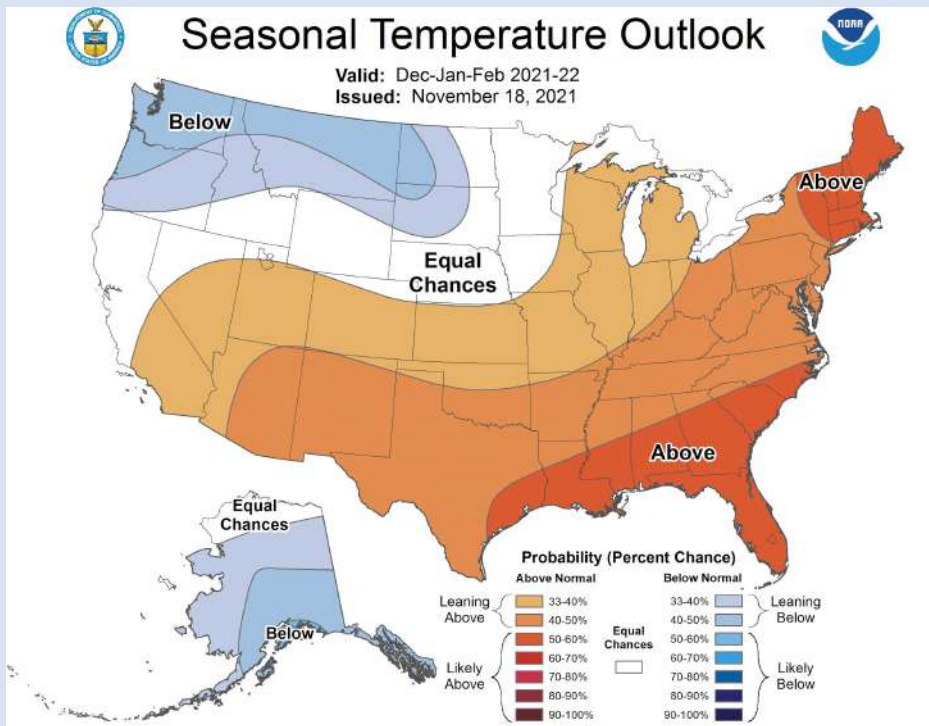 Seasonal Temperature Outlook
NOAA
Valid: Dec-Jan-Feb 2021-22
Issued: November 18, 2021
Below
Above
Equal
Chances
Above
Equal
Chances
Below
Probability (Percent Chance)
Above Normal
Below Normal
Leaning
Above
33-40%
40-50%
50-60%
60-70%
70-80%
80-90%
90-100%
Likely
Above
Equal
Chances
33-40%
40-50%
50-60%
60-70%
70-80%
80-90%
90-100%
Leaning
Below
Likely
Below